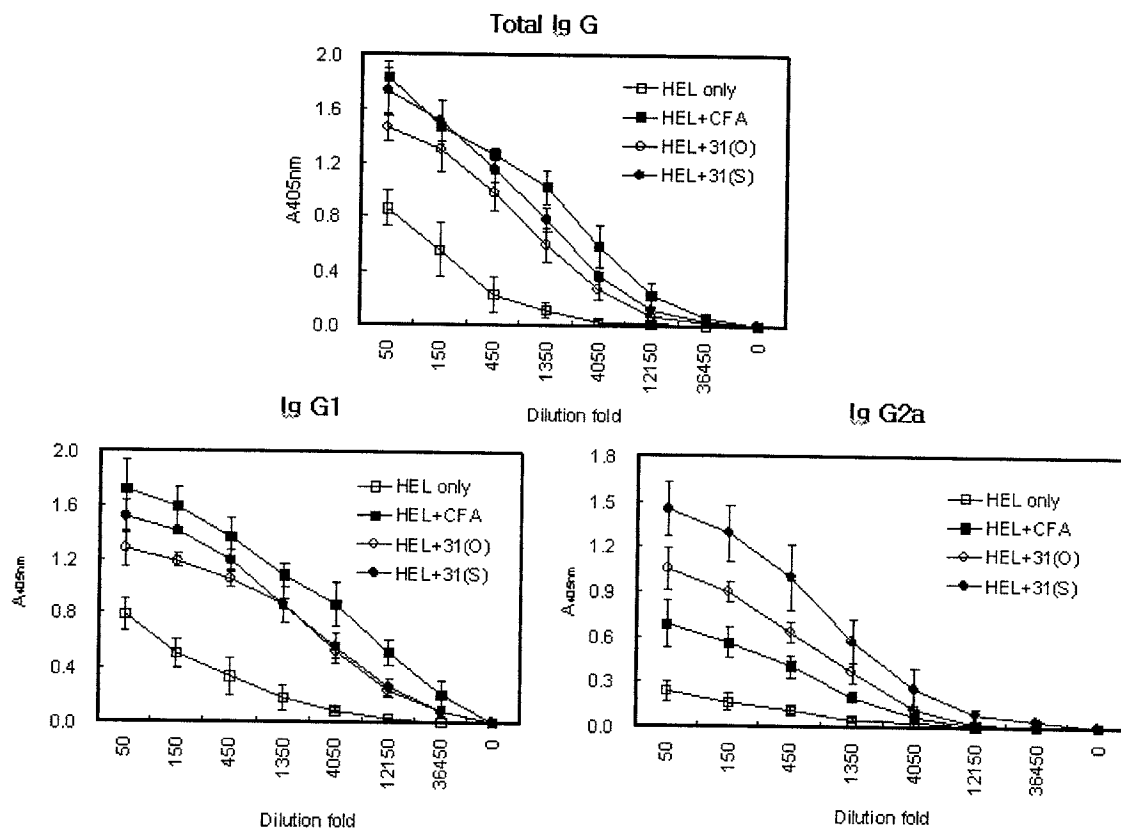 Total Ig G
2.0
1.6
1.2
0.8
0.4
0.0
A405nm
HEL only
HEL+CFA
HEL+31(O)
HEL+31(S)
50
150
450
1350
4050
12150
36450
0
Dilution fold
Ig G1
2.0
1.6
1.2
0.8
0.4
0.0
A405nm
HEL only
HEL+CFA
HEL+31(O)
HEL+31(S)
50
150
450
1350
4050
12150
36450
0
Dilution fold
Ig G2a
1.8
1.5
1.2
0.9
0.6
0.3
0.0
A405nm
HEL only
HEL+CFA
HEL+31(O)
HEL+31(S)
50
150
450
1350
4050
12150
36450
0
Dilution fold